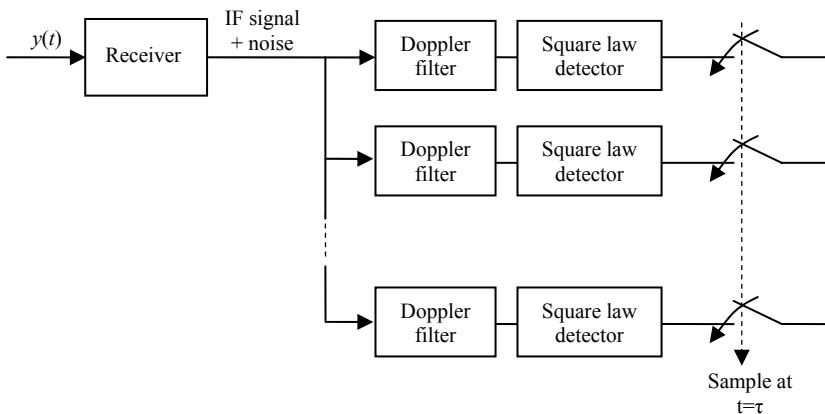 y(t)
Receiver
IF signal
+ noise
Doppler
filter
Square law
detector
Doppler
filter
Square law
detector
Doppler
filter
Square law
detector
Sample at
t=τ